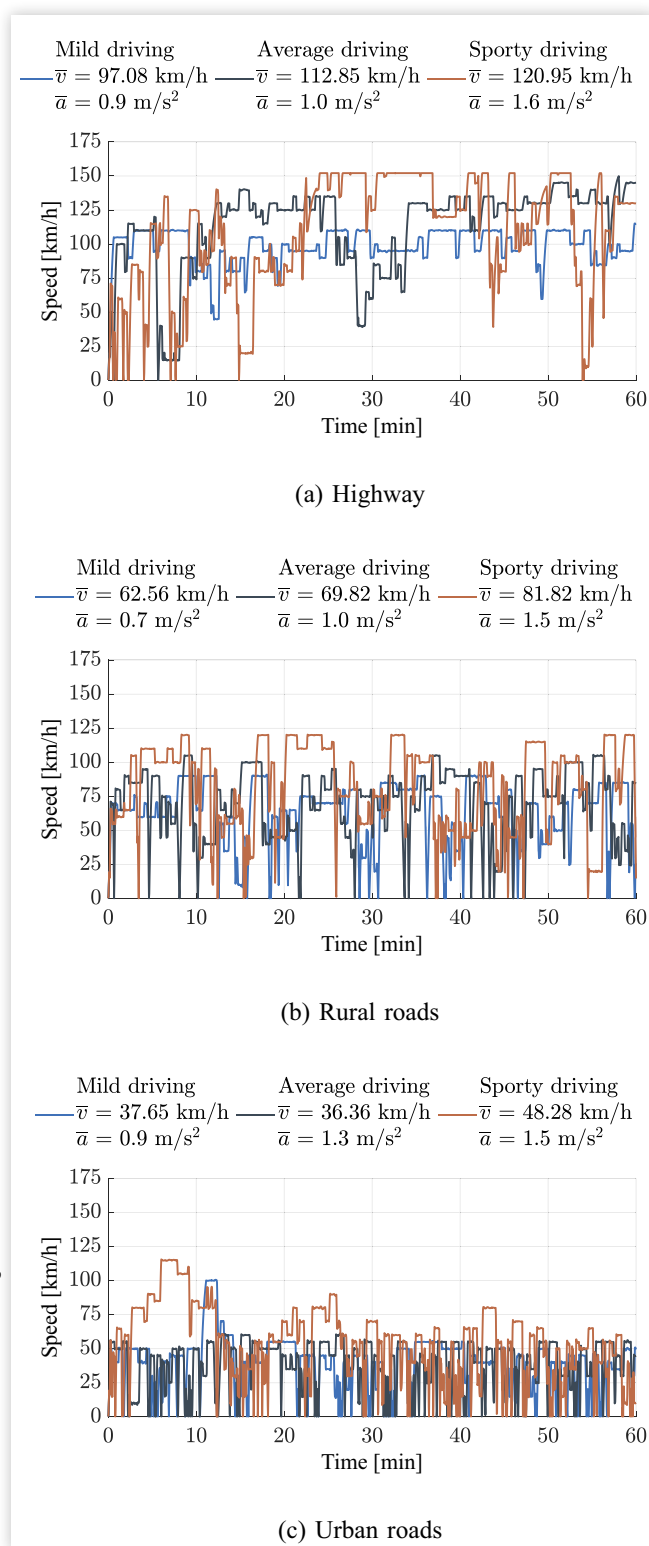 Mild driving Average driving Sporty driving
v̅ = 97.08 km/h v̅ = 112.85 km/h v̅ = 120.95 km/h
a̅ = 0.9 m/s² a̅ = 1.0 m/s² a̅ = 1.6 m/s²
175
150
125
100
75
50
25
0
Speed [km/h]
0 10 20 30 40 50 60
Time [min]
(a) Highway
Mild driving Average driving Sporty driving
v̅ = 62.56 km/h v̅ = 69.82 km/h v̅ = 81.82 km/h
a̅ = 0.7 m/s² a̅ = 1.0 m/s² a̅ = 1.5 m/s²
175
150
125
100
75
50
25
0
Speed [km/h]
0 10 20 30 40 50 60
Time [min]
(b) Rural roads
Mild driving Average driving Sporty driving
v̅ = 37.65 km/h v̅ = 36.36 km/h v̅ = 48.28 km/h
a̅ = 0.9 m/s² a̅ = 1.3 m/s² a̅ = 1.5 m/s²
175
150
125
100
75
50
25
0
Speed [km/h]
0 10 20 30 40 50 60
Time [min]
(c) Urban roads